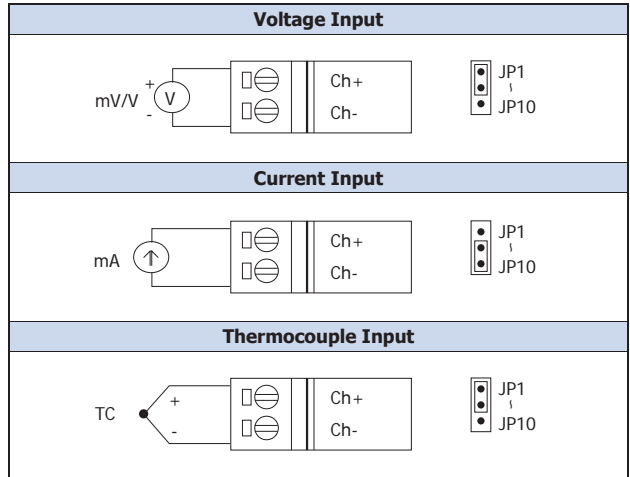 Voltage Input
mV/V
+
V
-
Ch+
Ch-
JP1
~
JP10
Current Input
mA
Ch+
Ch-
JP1
~
JP10
Thermocouple Input
TC
+
-
Ch+
Ch-
JP1
~
JP10